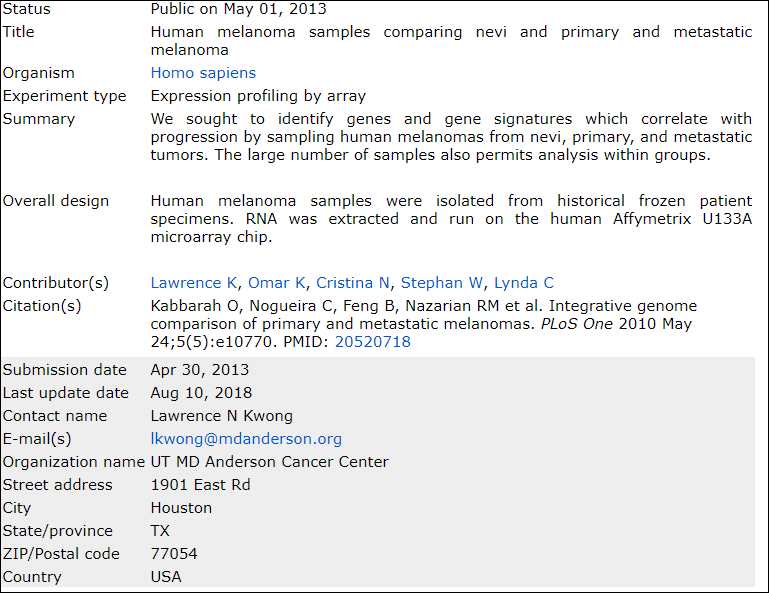 Status Public on May 01, 2013
Title Human melanoma samples comparing nevi and primary and metastatic
melanoma
Organism Homo sapiens
Experiment type Expression profiling by array
Summary We sought to identify genes and gene signatures which correlate with
progression by sampling human melanomas from nevi, primary, and metastatic
tumors. The large number of samples also permits analysis within groups.
Overall design Human melanoma samples were isolated from historical frozen patient
specimens. RNA was extracted and run on the human Affymetrix U133A
microarray chip.
Contributor(s) Lawrence K, Omar K, Cristina N, Stephan W, Lynda C
Citation(s) Kabbarah O, Nogueira C, Feng B, Nazarian RM et al. Integrative genome
comparison of primary and metastatic melanomas. PLoS One 2010 May
24;5(5):e10770. PMID: 20520718
Submission date Apr 30, 2013
Last update date Aug 10, 2018
Contact name Lawrence N Kwong
E-mail(s) lkwong@mdanderson.org
Organization name UT MD Anderson Cancer Center
Street address 1901 East Rd
City Houston
State/province TX
ZIP/Postal code 77054
Country USA